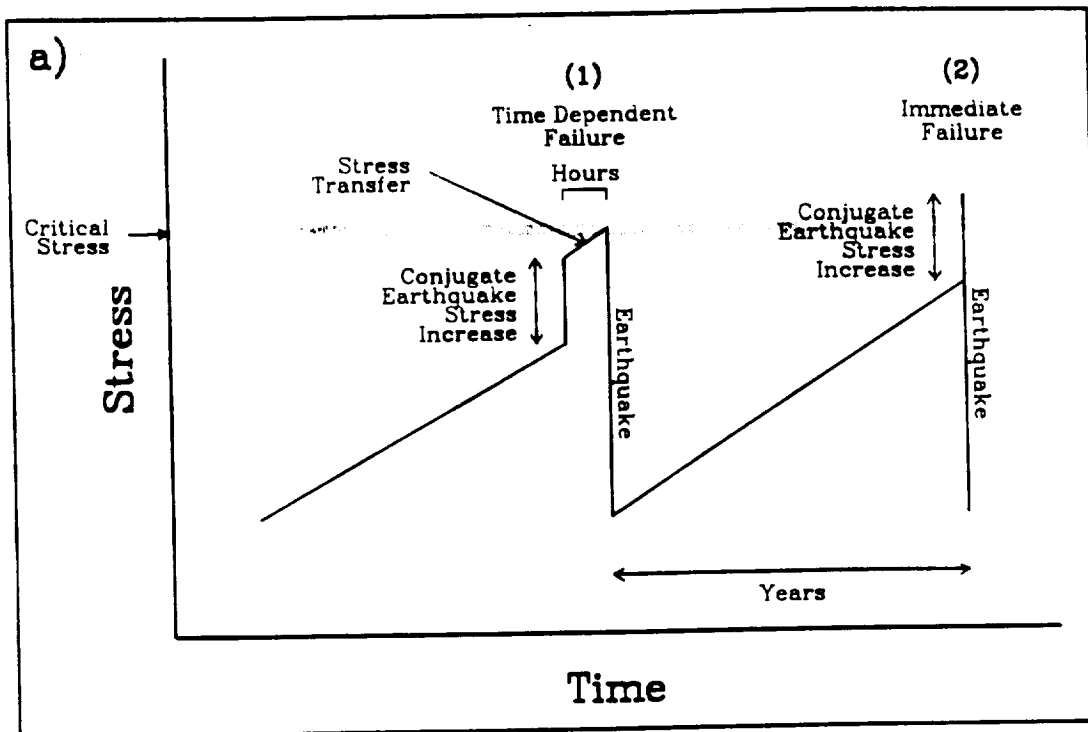 a)
(1)
Time Dependent
Failure
Hours
(2)
Immediate
Failure
Stress
Transfer
Critical
Stress
Conjugate
Earthquake
Stress
Increase
Conjugate
Earthquake
Stress
Increase
Earthquake
Earthquake
Years
Stress
Time